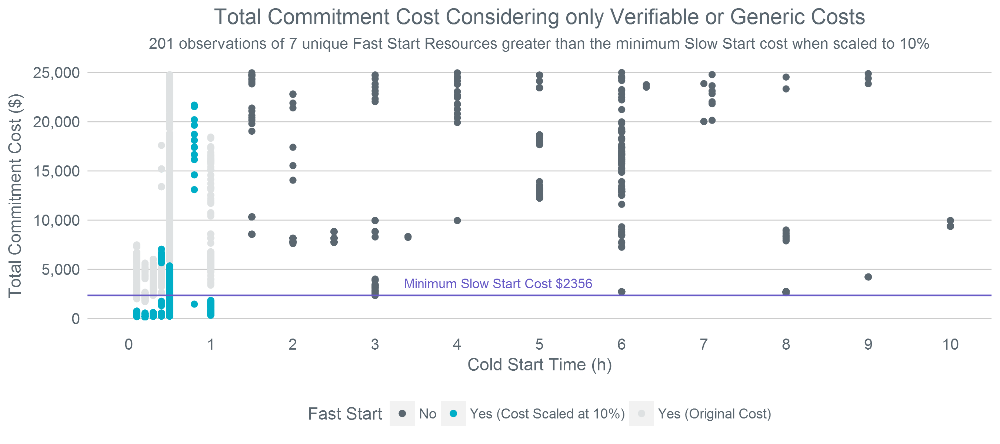 Total Commitment Cost Considering only Verifiable or Generic Costs
201 observations of 7 unique Fast Start Resources greater than the minimum Slow Start cost when scaled to 10%
Total Commitment Cost ($)
25,000
20,000
15,000
10,000
5,000
0
Minimum Slow Start Cost $2356
0 1 2 3 4 5 6 7 8 9 10
Cold Start Time (h)
Fast Start No Yes (Cost Scaled at 10%) Yes (Original Cost)